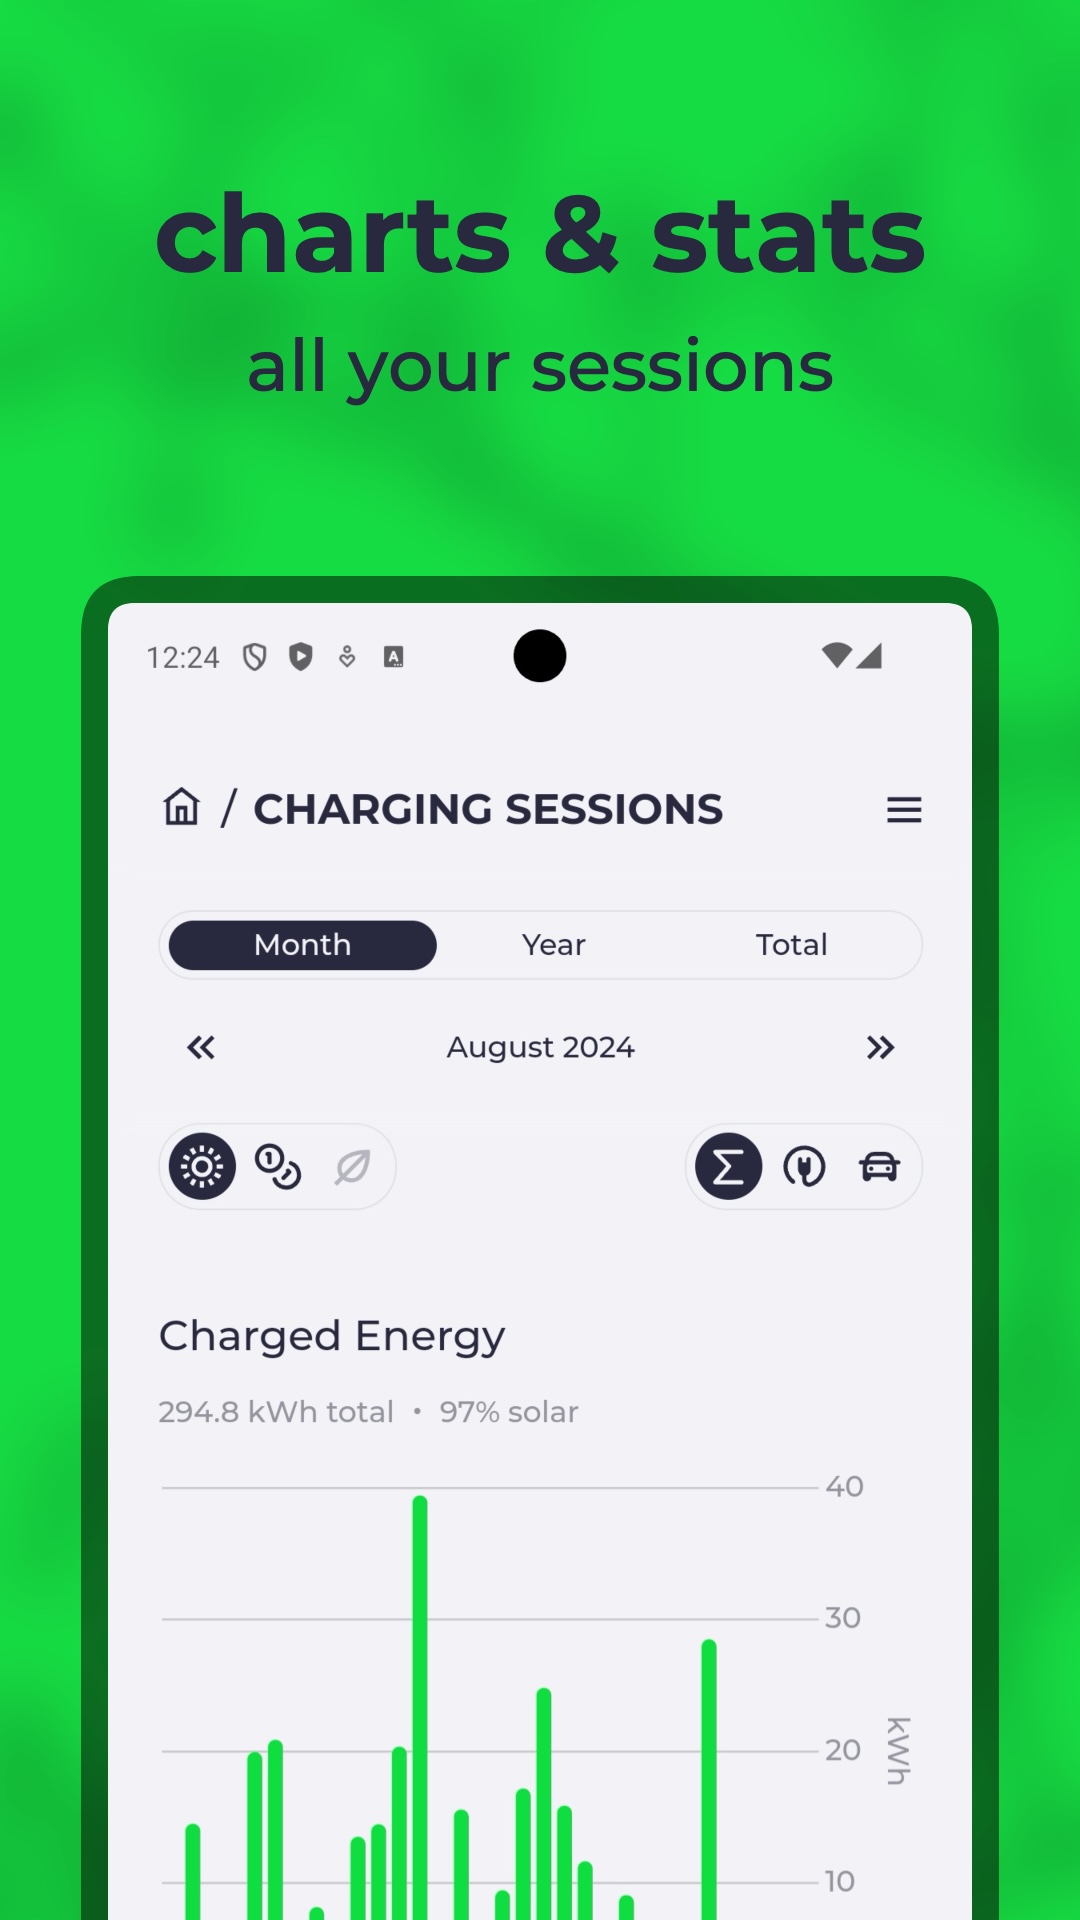 charts & stats
all your sessions
12:24
A
/ CHARGING SESSIONS
Month Year Total
August 2024
Charged Energy
294.8 kWh total • 97% solar
40
30
20
kWh
10